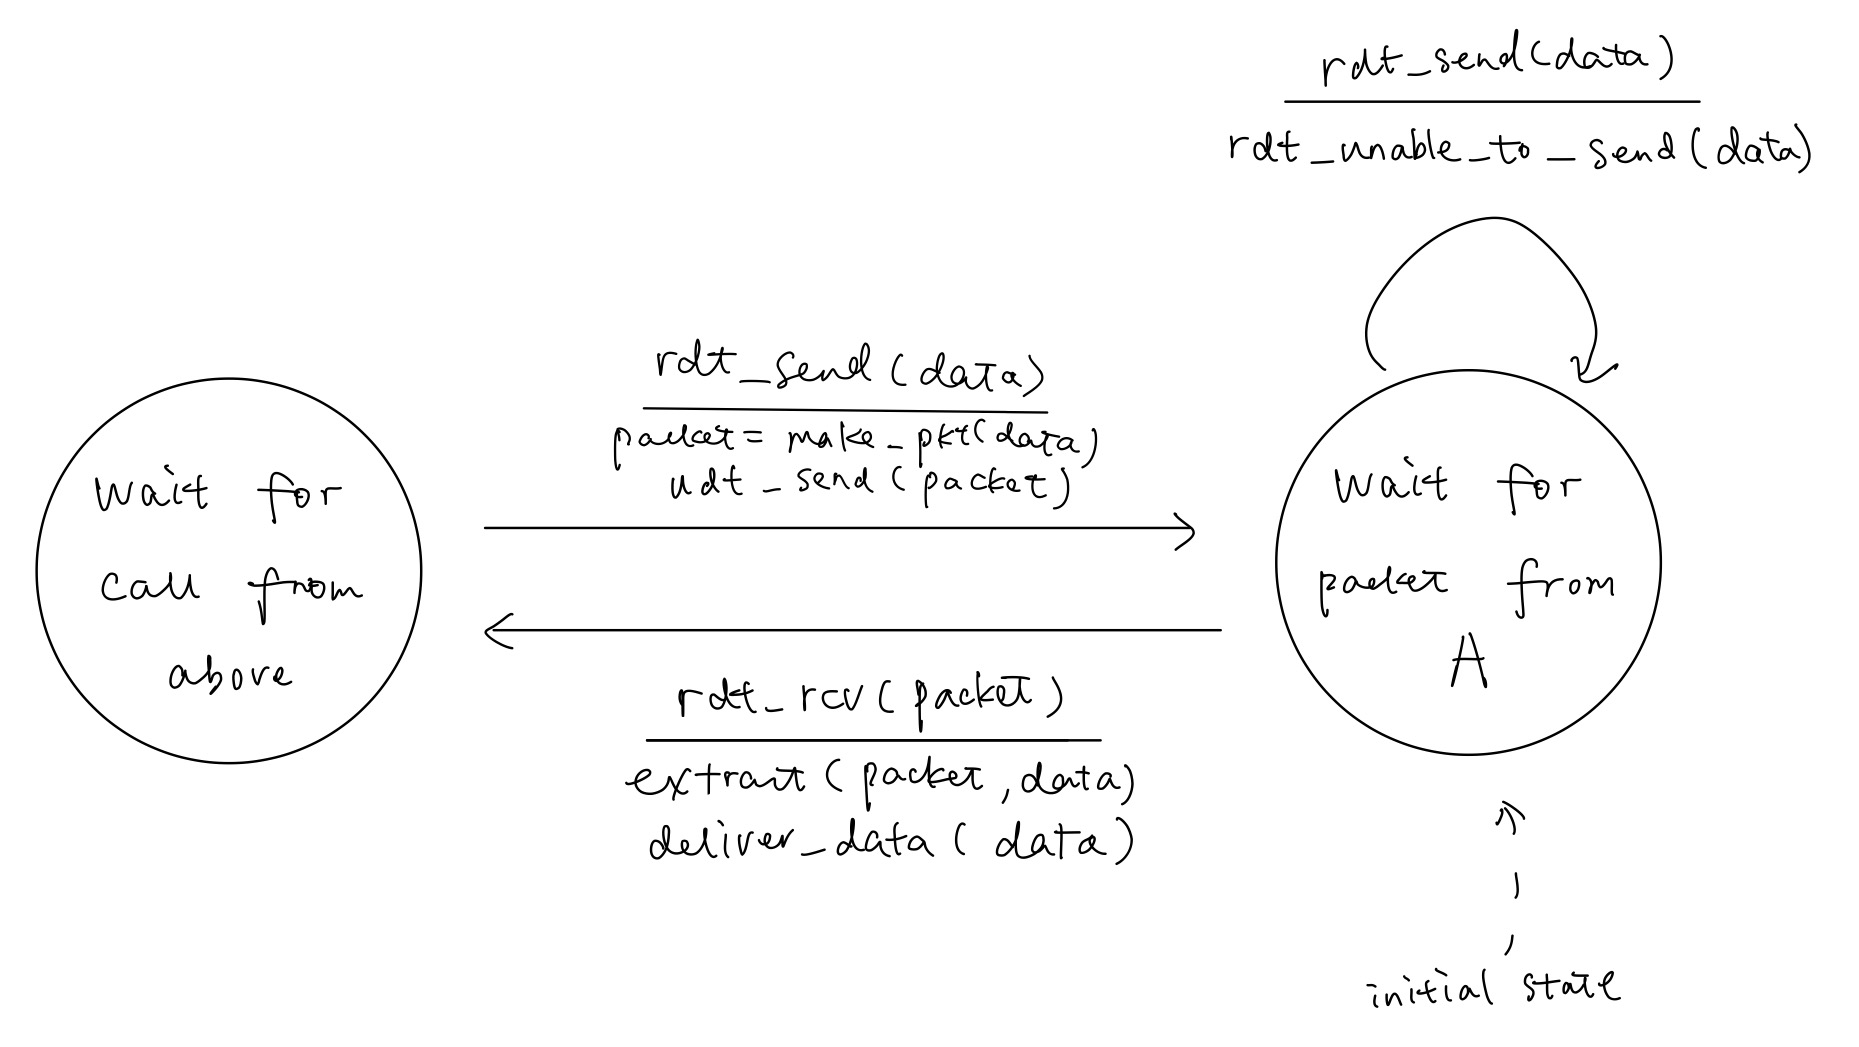 rdt_send(data)
rdt_unable_to_send(data)
rdt_send(data)
packet = make_pkt(data)
udt_send(packet)
wait for
call from
above
wait for
packet from
A
rdt_rcv(packet)
extract(packet, data)
deliver_data(data)
initial state